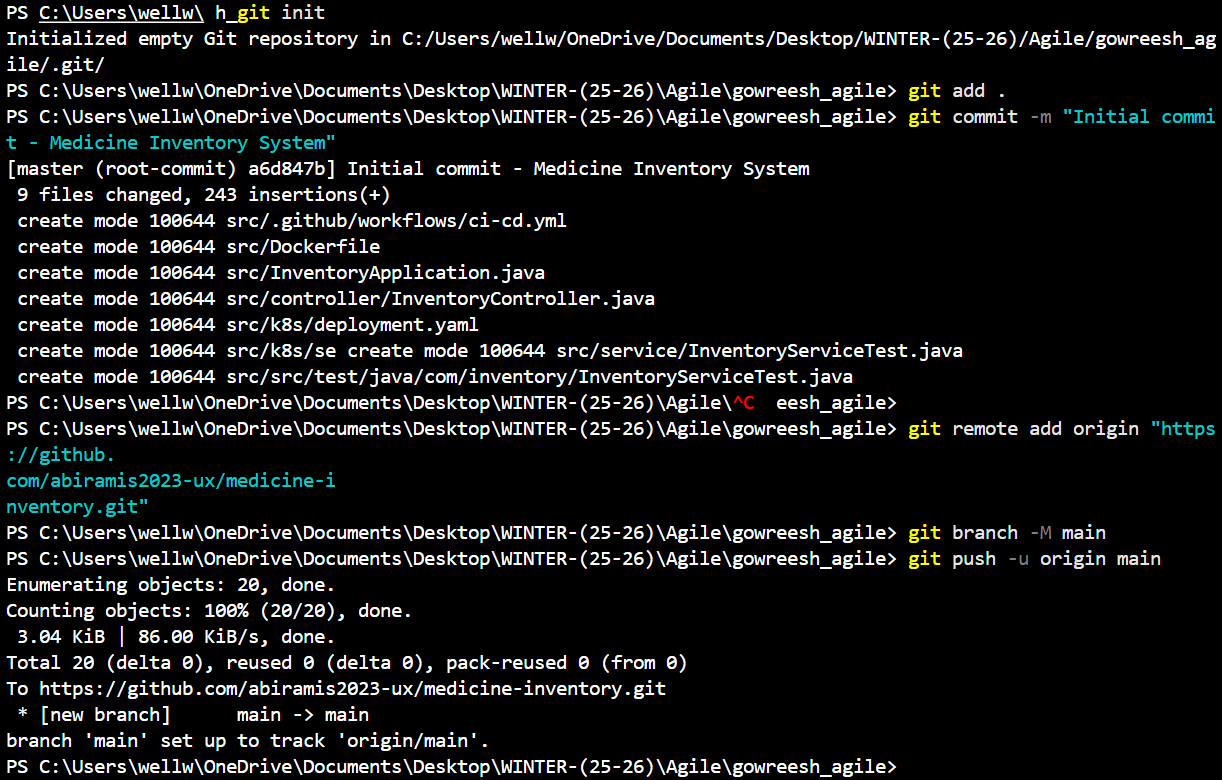 PS C:\Users\wellw\ h_git init
Initialized empty Git repository in C:/Users/wellw/OneDrive/Documents/Desktop/WINTER-(25-26)/Agile/gowreesh_ag
ile/.git/
PS C:\Users\wellw\OneDrive\Documents\Desktop\WINTER-(25-26)\Agile\gowreesh_agile> git add .
PS C:\Users\wellw\OneDrive\Documents\Desktop\WINTER-(25-26)\Agile\gowreesh_agile> git commit -m "Initial commi
t - Medicine Inventory System"
[master (root-commit) a6d847b] Initial commit - Medicine Inventory System
 9 files changed, 243 insertions(+)
 create mode 100644 src/.github/workflows/ci-cd.yml
 create mode 100644 src/Dockerfile
 create mode 100644 src/InventoryApplication.java
 create mode 100644 src/controller/InventoryController.java
 create mode 100644 src/k8s/deployment.yaml
 create mode 100644 src/k8s/se create mode 100644 src/service/InventoryServiceTest.java
 create mode 100644 src/src/test/java/com/inventory/InventoryServiceTest.java
PS C:\Users\wellw\OneDrive\Documents\Desktop\WINTER-(25-26)\Agile\^C  eesh_agile>
PS C:\Users\wellw\OneDrive\Documents\Desktop\WINTER-(25-26)\Agile\gowreesh_agile> git remote add origin "https
://github.
com/abiramis2023-ux/medicine-i
nventory.git"
PS C:\Users\wellw\OneDrive\Documents\Desktop\WINTER-(25-26)\Agile\gowreesh_agile> git branch -M main
PS C:\Users\wellw\OneDrive\Documents\Desktop\WINTER-(25-26)\Agile\gowreesh_agile> git push -u origin main
Enumerating objects: 20, done.
Counting objects: 100% (20/20), done.
 3.04 KiB | 86.00 KiB/s, done.
Total 20 (delta 0), reused 0 (delta 0), pack-reused 0 (from 0)
To https://github.com/abiramis2023-ux/medicine-inventory.git
 * [new branch]      main -> main
branch 'main' set up to track 'origin/main'.
PS C:\Users\wellw\OneDrive\Documents\Desktop\WINTER-(25-26)\Agile\gowreesh_agile>